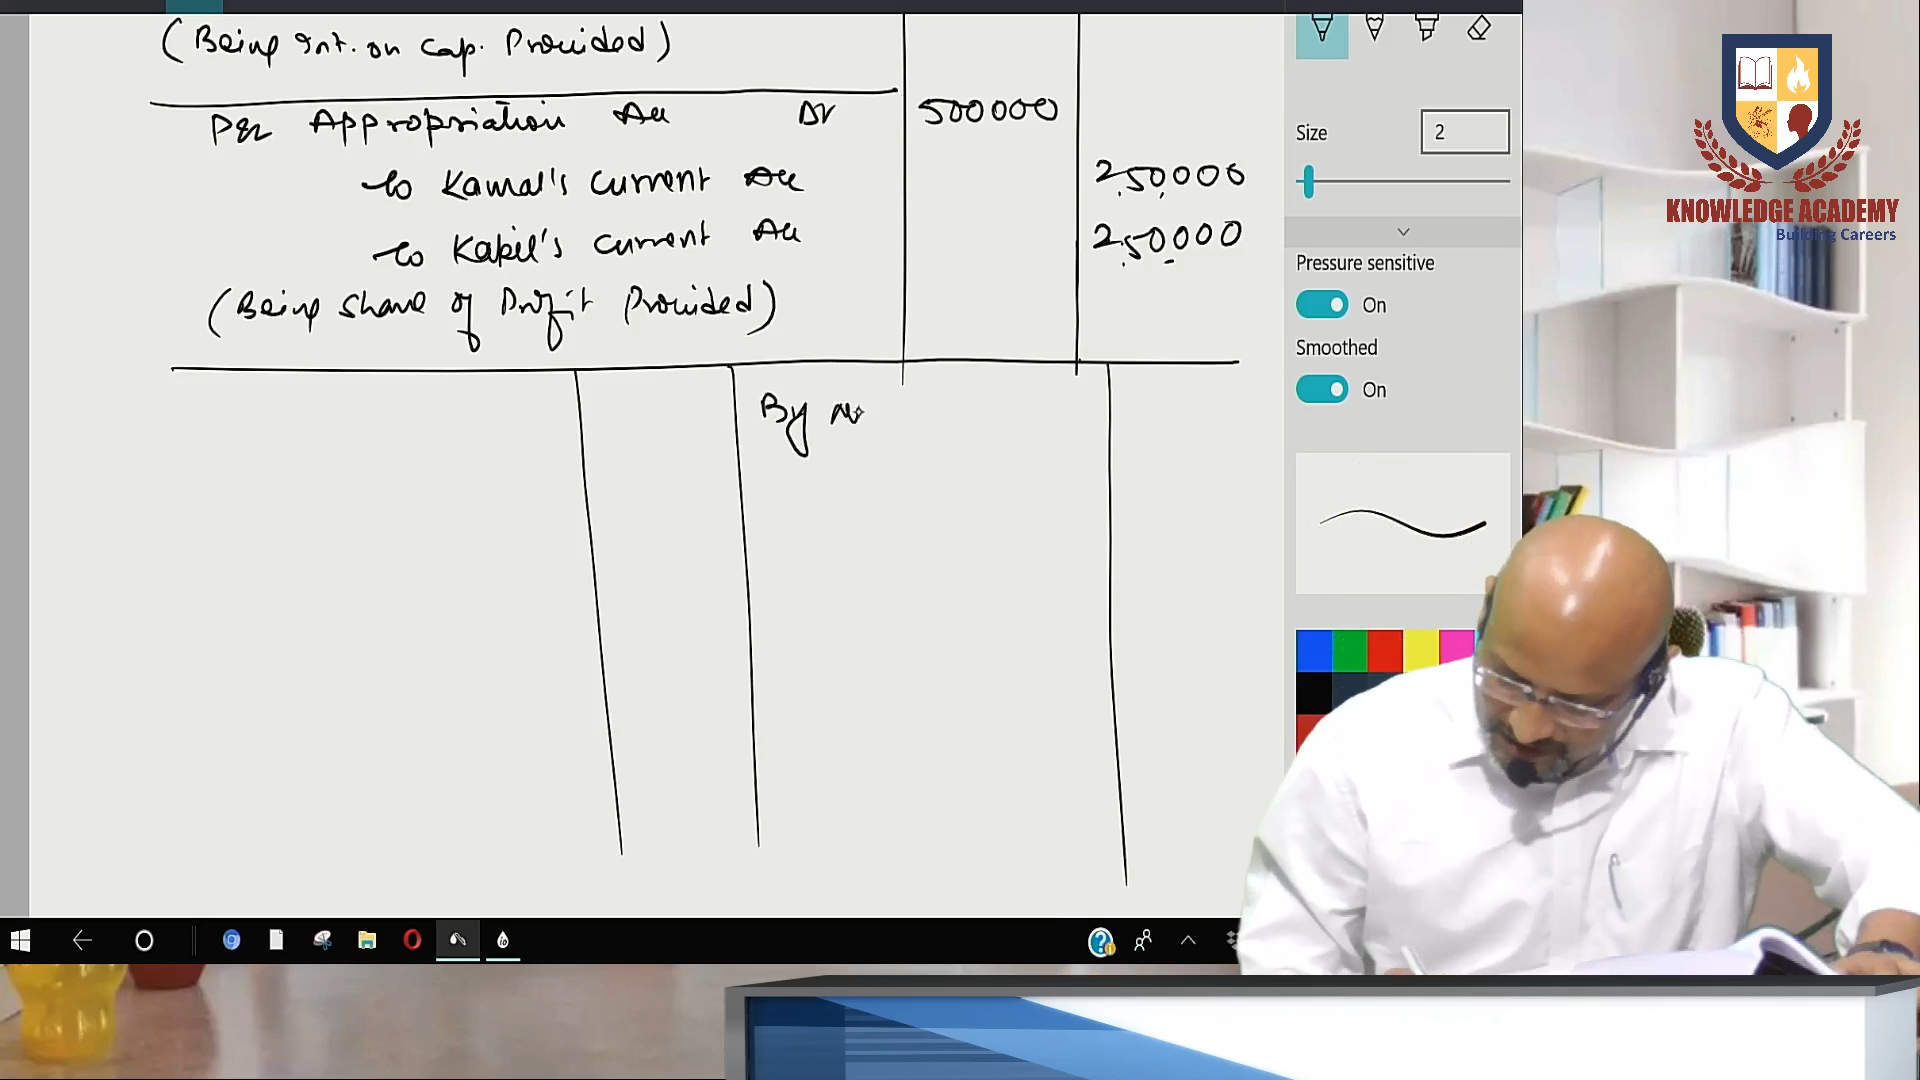 (Being Int. on Cap. Provided)
P&L Appropriation A/c Dr 500000
To Kamal's Current A/c 250000
To Kapil's Current A/c 250000
(Being Share of Profit Provided)
By
Size 2
Pressure sensitive
On
Smoothed
On
KNOWLEDGE ACADEMY
Building Careers